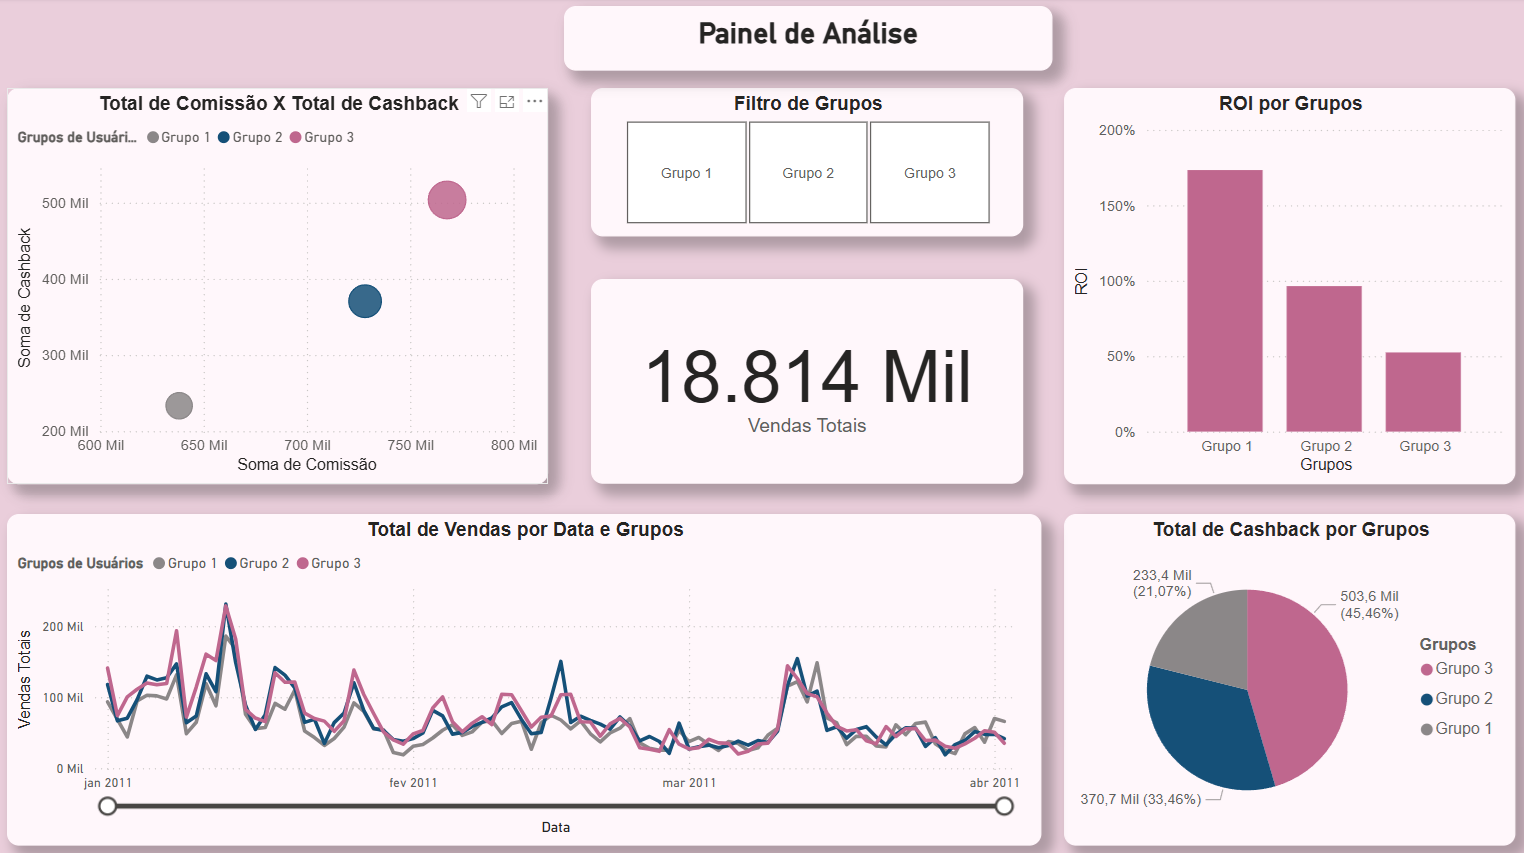 Painel de Análise
Total de Comissão X Total de Cashback
Grupos de Usuári... Grupo 1 Grupo 2 Grupo 3
Soma de Cashback
500 Mil
400 Mil
300 Mil
200 Mil
600 Mil 650 Mil 700 Mil 750 Mil 800 Mil
Soma de Comissão
Filtro de Grupos
Grupo 1 Grupo 2 Grupo 3
18.814 Mil
Vendas Totais
ROI por Grupos
ROI
200%
150%
100%
50%
0%
Grupo 1 Grupo 2 Grupo 3
Grupos
Total de Vendas por Data e Grupos
Grupos de Usuários Grupo 1 Grupo 2 Grupo 3
Vendas Totais
200 Mil
100 Mil
0 Mil
jan 2011 fev 2011 mar 2011 abr 2011
Data
Total de Cashback por Grupos
233,4 Mil
(21,07%)
503,6 Mil
(45,46%)
370,7 Mil (33,46%)
Grupos
Grupo 3
Grupo 2
Grupo 1